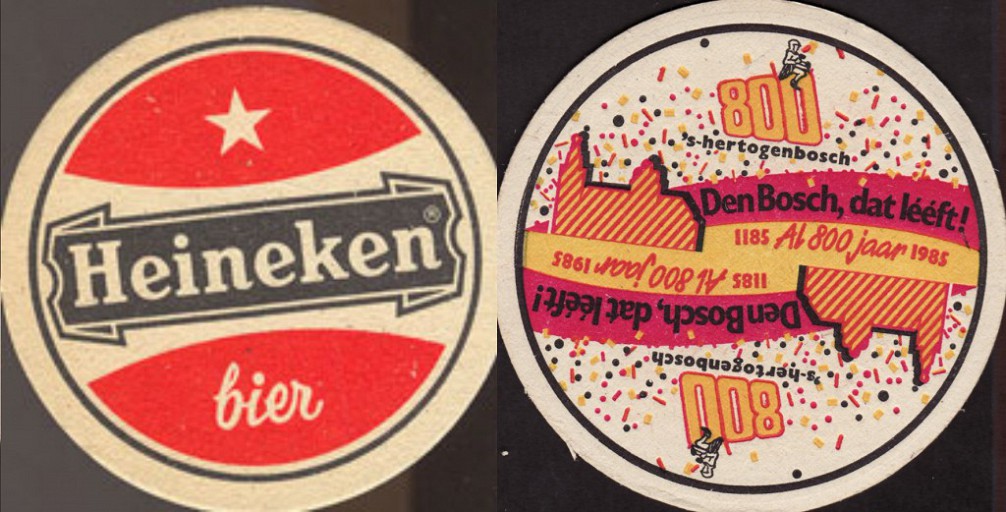 Heineken®
bier
800
's-hertogenbosch
Den Bosch, dat lééft!
1185 Al 800 jaar 1985
1185 Al 800 jaar 1985
Den Bosch, dat lééft!
's-hertogenbosch
800